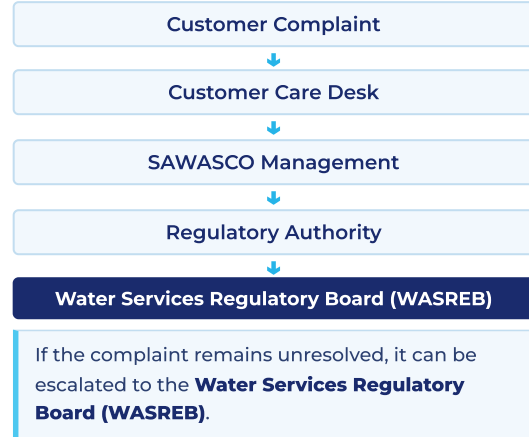 Customer Complaint
Customer Care Desk
SAWASCO Management
Regulatory Authority
Water Services Regulatory Board (WASREB)
If the complaint remains unresolved, it can be
escalated to the Water Services Regulatory
Board (WASREB).